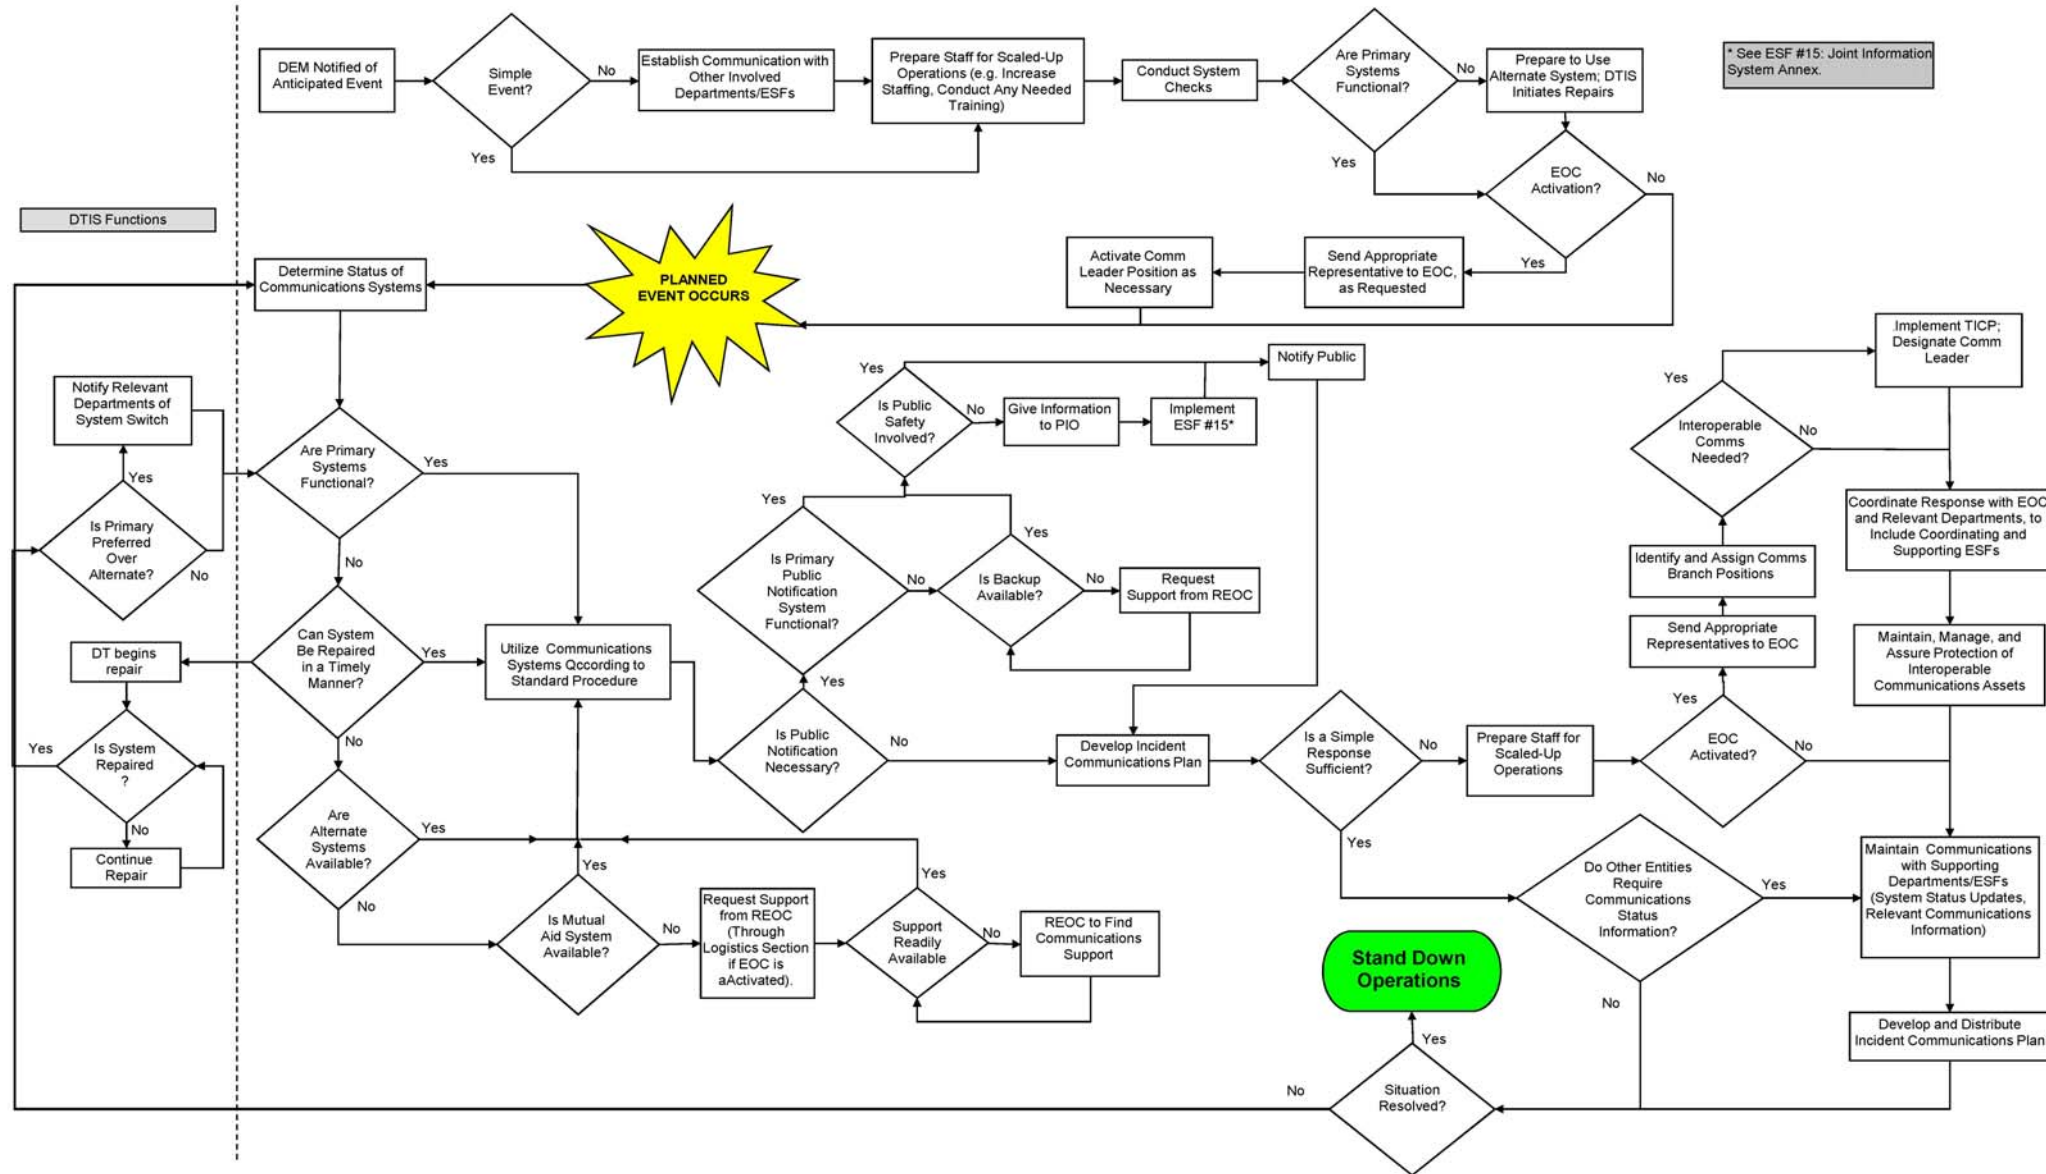 DEM Notified of
Anticipated Event
Simple
Event?
No
Yes
Establish Communication with
Other Involved
Departments/ESFs
Prepare Staff for Scaled-Up
Operations (e.g. Increase
Staffing, Conduct Any Needed
Training)
Conduct System
Checks
Are Primary
Systems
Functional?
No
Yes
Prepare to Use
Alternate System; DTIS
Initiates Repairs
* See ESF #15: Joint Information
System Annex.
EOC
Activation?
No
Yes
Send Appropriate
Representative to EOC,
as Requested
Activate Comm
Leader Position as
Necessary
PLANNED
EVENT OCCURS
DTIS Functions
Determine Status of
Communications Systems
Notify Relevant
Departments of
System Switch
Yes
Is Primary
Preferred
Over
Alternate?
No
DT begins
repair
Yes
Is System
Repaired
?
No
Continue
Repair
Are Primary
Systems
Functional?
Yes
No
Can System
Be Repaired
in a Timely
Manner?
Yes
No
Are
Alternate
Systems
Available?
Yes
No
Utilize Communications
Systems Qccording to
Standard Procedure
Yes
Is Mutual
Aid System
Available?
No
Request Support
from REOC
(Through
Logistics Section
if EOC is
aActivated).
Yes
Support
Readily
Available
No
REOC to Find
Communications
Support
Is Public
Notification
Necessary?
Yes
No
Is Primary
Public
Notification
System
Functional?
Yes
No
Is Backup
Available?
Yes
No
Request
Support from REOC
Yes
Is Public
Safety
Involved?
No
Give Information
to PIO
Implement
ESF #15*
Notify Public
Develop Incident
Communications Plan
Is a Simple
Response
Sufficient?
No
Yes
Prepare Staff for
Scaled-Up
Operations
EOC
Activated?
Yes
No
Send Appropriate
Representatives to EOC
Identify and Assign Comms
Branch Positions
Interoperable
Comms
Needed?
Yes
No
.Implement TICP;
Designate Comm
Leader
Coordinate Response with EOC
and Relevant Departments, to
Include Coordinating and
Supporting ESFs
Maintain, Manage, and
Assure Protection of
Interoperable
Communications Assets
Do Other Entities
Require
Communications
Status
Information?
Yes
No
Maintain Communications
with Supporting
Departments/ESFs
(System Status Updates,
Relevant Communications
Information)
Develop and Distribute
Incident Communications Plan
Stand Down
Operations
Yes
Situation
Resolved?
No